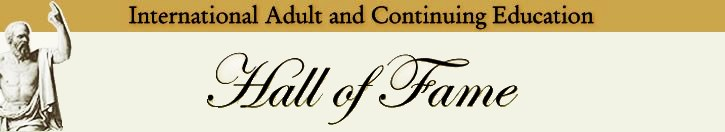 International Adult and Continuing Education
Hall of Fame